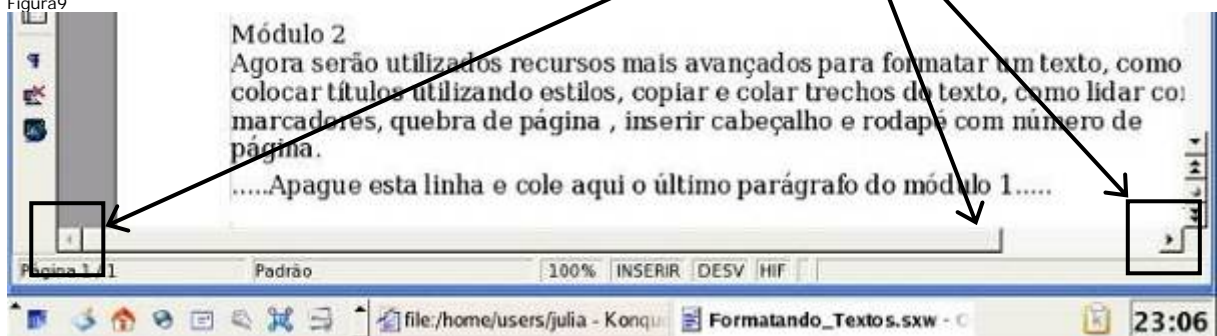 Figura9
Módulo 2
Agora serão utilizados recursos mais avançados para formatar um texto, como
colocar títulos utilizando estilos, copiar e colar trechos do texto, como lidar co
marcadores, quebra de página , inserir cabeçalho e rodapé com número de
página.
.....Apague esta linha e cole aqui o último parágrafo do módulo 1.....
Página 1 / 1 Padrão 100% INSERIR DESV HIF
file:/home/users/julia - Konqu Formatando_Textos.sxw - O 23:06